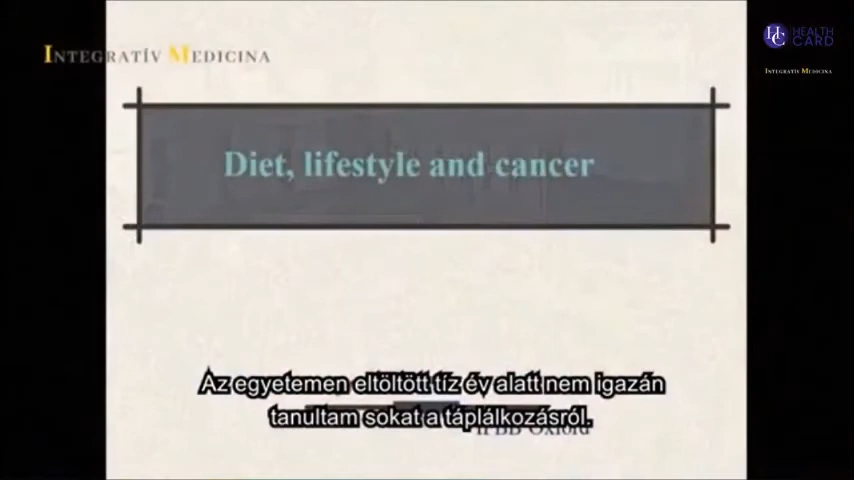 INTEGRATÍV MEDICINA
HEALTH
CARD
INTEGRATÍV MEDICINA
Diet, lifestyle and cancer
Az egyetemen eltöltött tíz év alatt nem igazán
tanultam sokat a táplálkozásról.